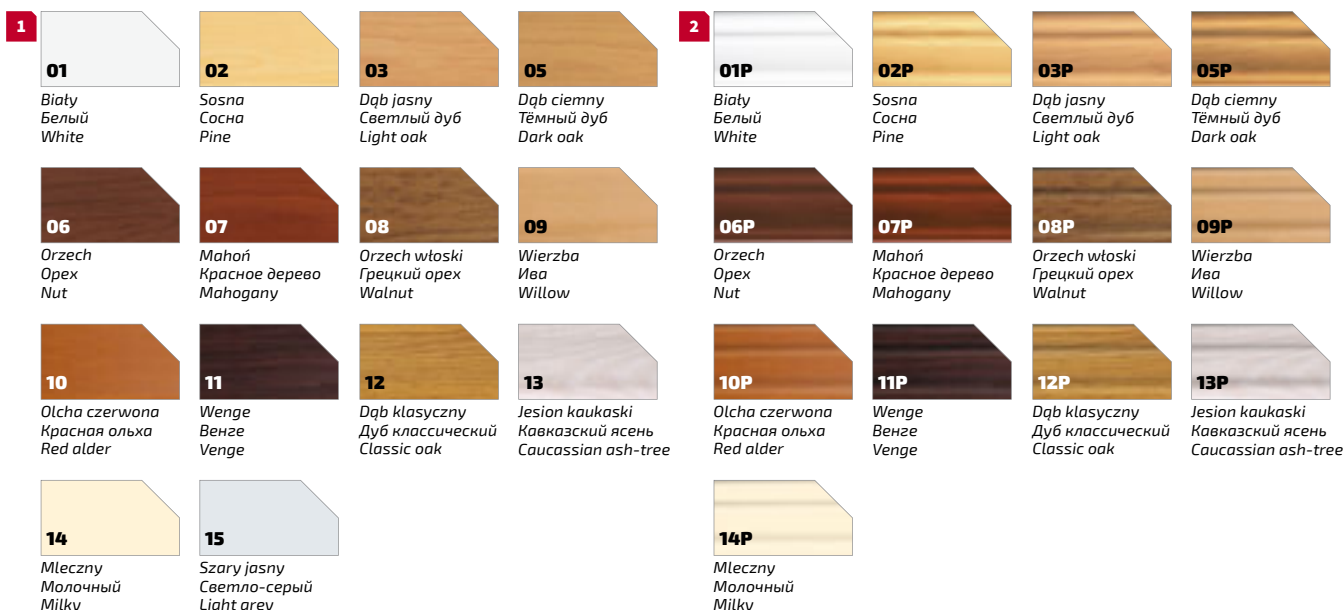 1
01
Biały
Белый
White
02
Sosna
Сосна
Pine
03
Dąb jasny
Светлый дуб
Light oak
05
Dąb ciemny
Тёмный дуб
Dark oak
06
Orzech
Орех
Nut
07
Mahoń
Красное дерево
Mahogany
08
Orzech włoski
Грецкий орех
Walnut
09
Wierzba
Ива
Willow
10
Olcha czerwona
Красная ольха
Red alder
11
Wenge
Венге
Venge
12
Dąb klasyczny
Дуб классический
Classic oak
13
Jesion kaukaski
Кавказский ясень
Caucassian ash-tree
14
Mleczny
Молочный
Milky
15
Szary jasny
Светло-серый
Light grey
2
01P
Biały
Белый
White
02P
Sosna
Сосна
Pine
03P
Dąb jasny
Светлый дуб
Light oak
05P
Dąb ciemny
Тёмный дуб
Dark oak
06P
Orzech
Орех
Nut
07P
Mahoń
Красное дерево
Mahogany
08P
Orzech włoski
Грецкий орех
Walnut
09P
Wierzba
Ива
Willow
10P
Olcha czerwona
Красная ольха
Red alder
11P
Wenge
Венге
Venge
12P
Dąb klasyczny
Дуб классический
Classic oak
13P
Jesion kaukaski
Кавказский ясень
Caucassian ash-tree
14P
Mleczny
Молочный
Milky